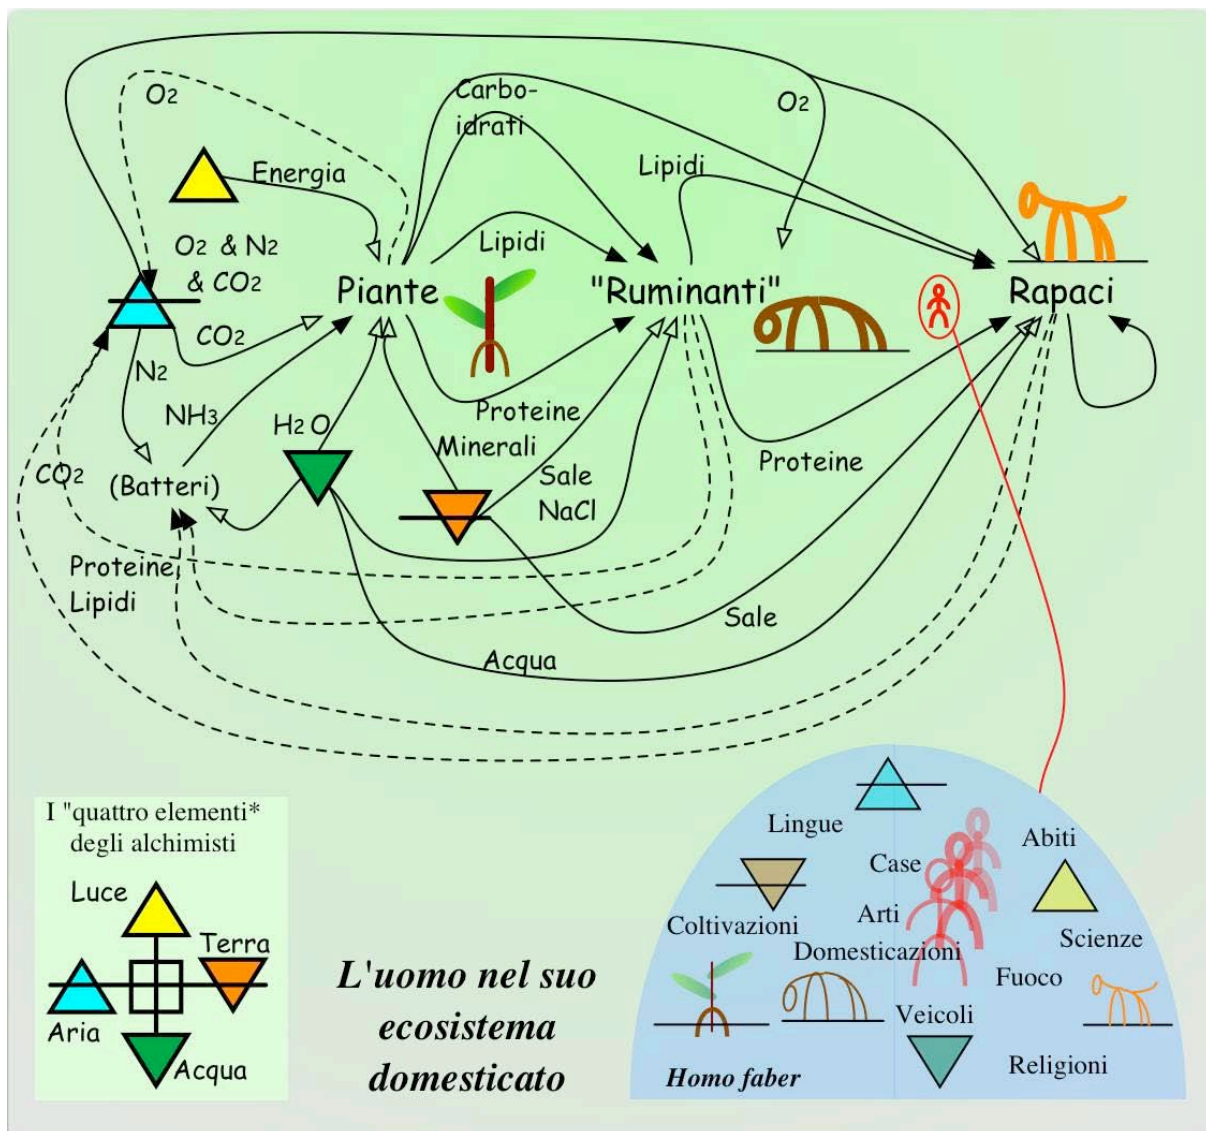 O2
Carbo-
idrati
O2
Energia
Lipidi
O2 & N2
& CO2
Lipidi
Piante
"Ruminanti"
Rapaci
CO2
N2
NH3
H2O
Proteine
Minerali
Proteine
CO2
(Batteri)
Sale
NaCl
Proteine
Lipidi
Sale
Acqua
I "quattro elementi*
degli alchimisti
Luce
Terra
Aria
Acqua
L'uomo nel suo
ecosistema
domesticato
Lingue
Abiti
Case
Coltivazioni
Arti
Scienze
Domesticazioni
Fuoco
Veicoli
Homo faber
Religioni